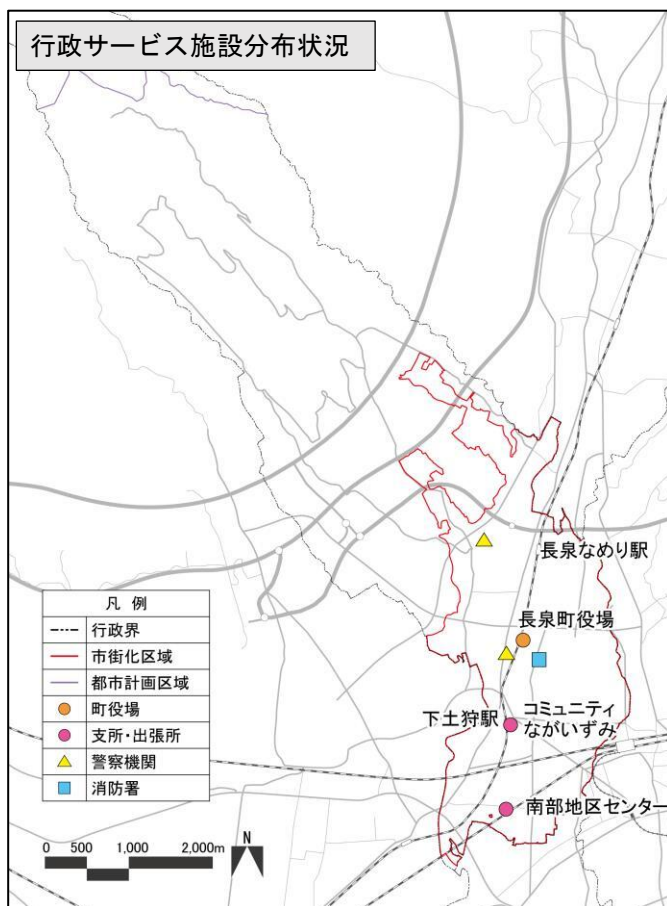 行政サービス施設分布状況
長泉なめり駅
長泉町役場
コミュニティ
ながいずみ
下土狩駅
南部地区センター
凡 例
行政界
市街化区域
都市計画区域
町役場
支所・出張所
警察機関
消防署
0 500 1,000 2,000m
N